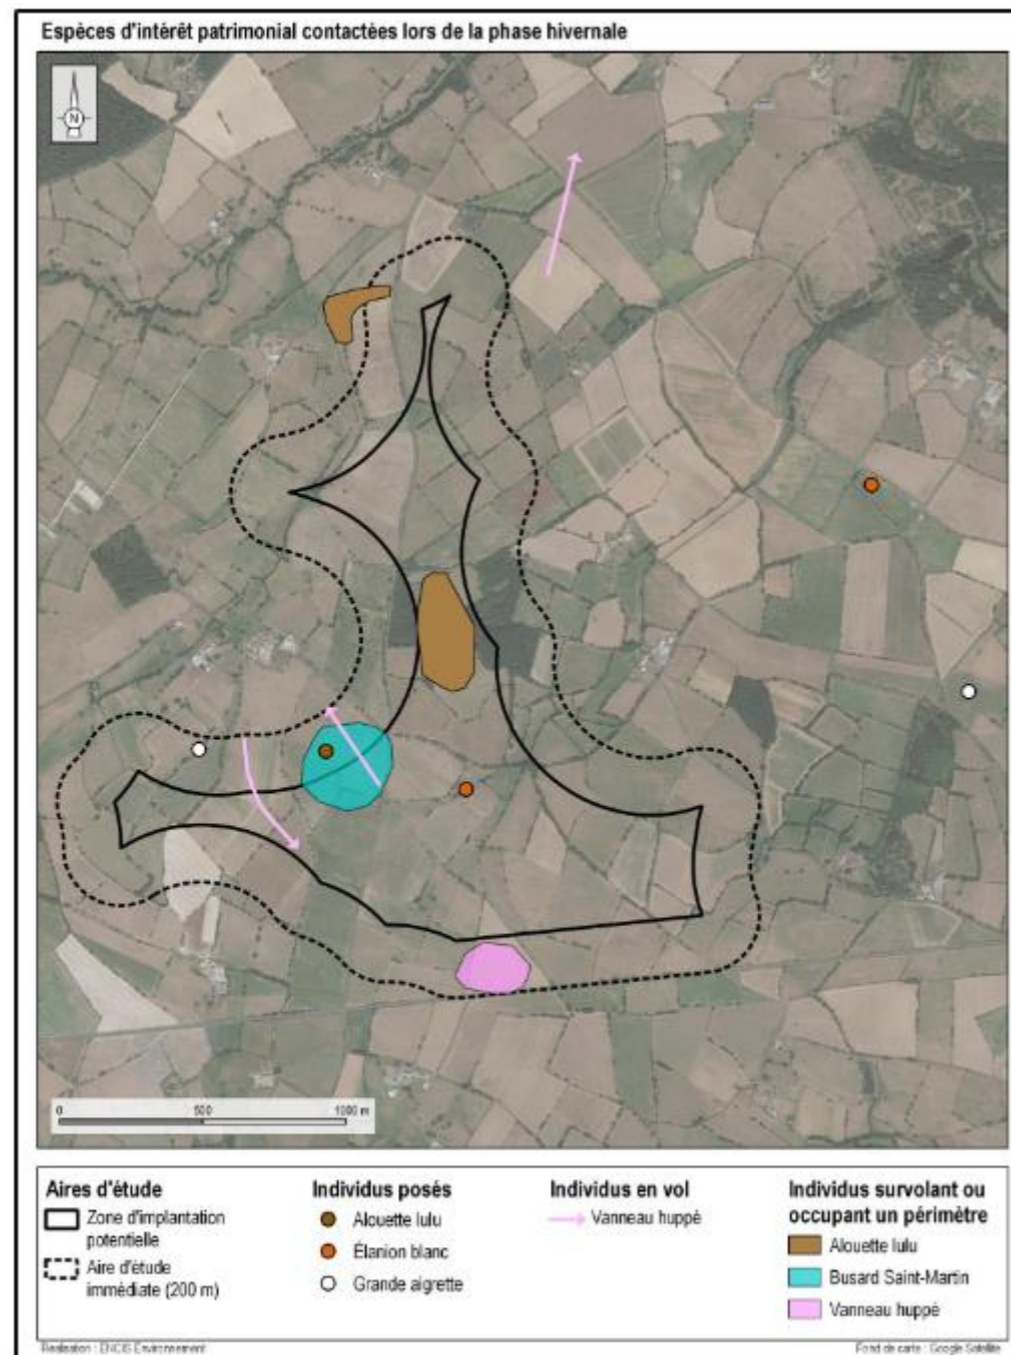 Espèces d'intérêt patrimonial contactées lors de la phase hivernale
N
0 500 1000 m
Aires d'étude
Zone d'implantation
potentielle
Aire d'étude
immédiate (200 m)
Individus posés
Alouette lulu
Élanion blanc
Grande aigrette
Individus en vol
Vanneau huppé
Individus survolant ou
occupant un périmètre
Alouette lulu
Busard Saint-Martin
Vanneau huppé
Réalisation : ENCIS Environnement
Fond de carte : Google Satellite